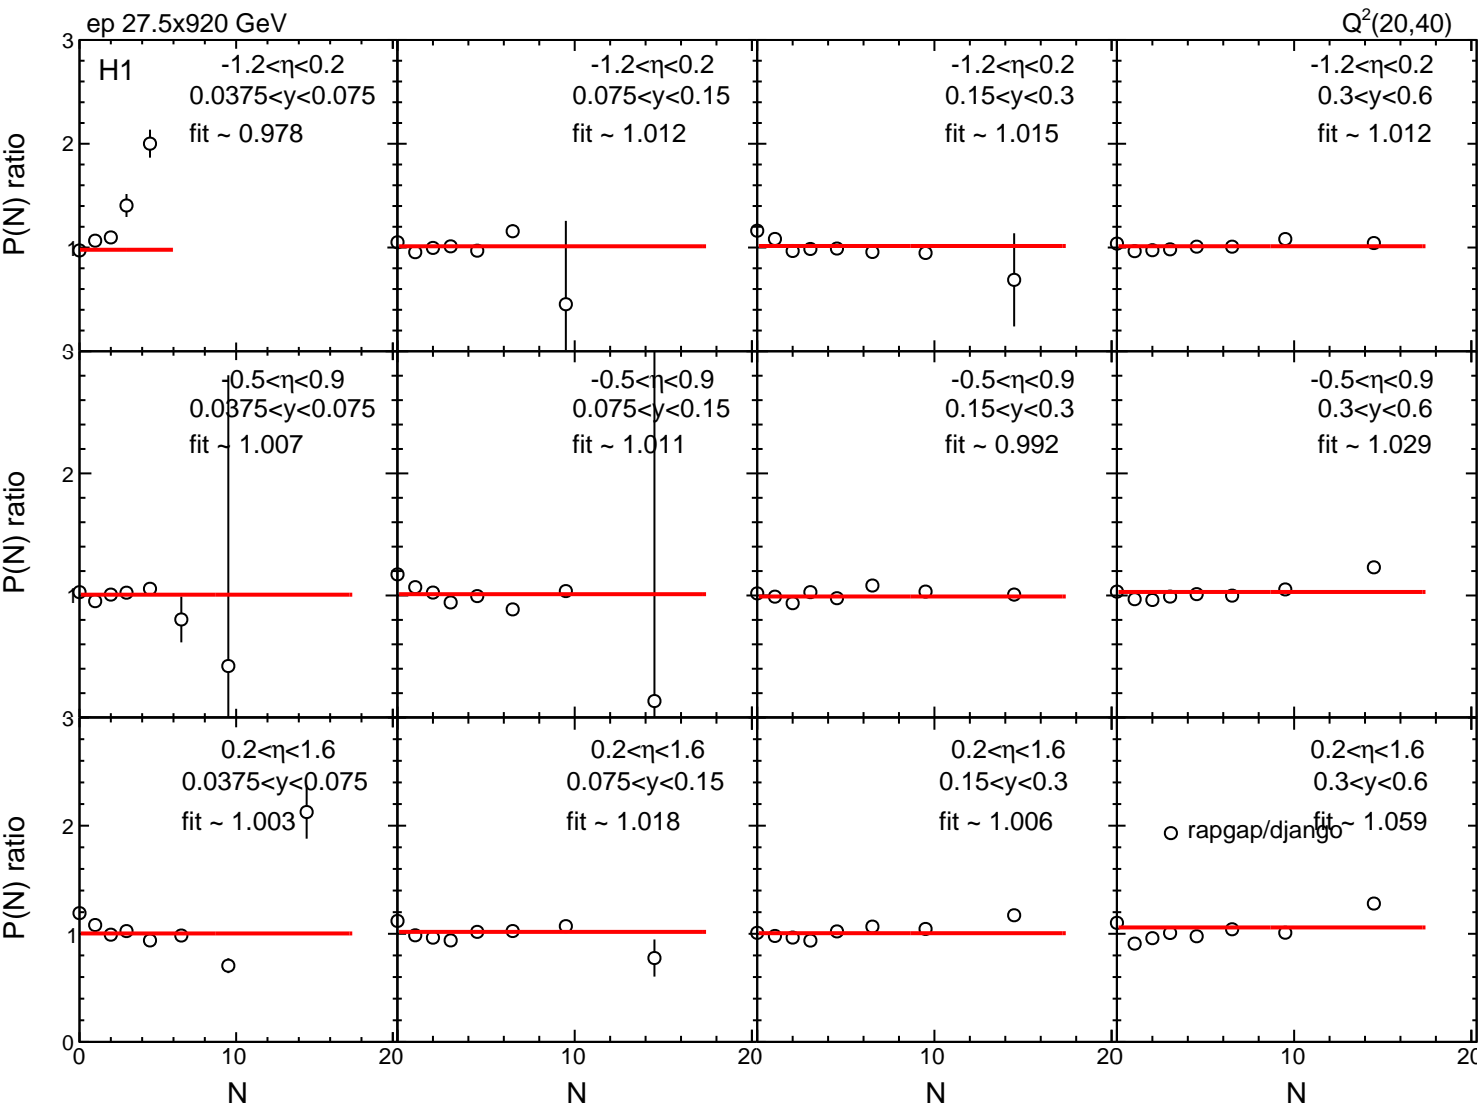 ep 27.5x920 GeV
Q²(20,40)
H1
-1.2<η<0.2
0.0375<y<0.075
fit ~ 0.978
-1.2<η<0.2
0.075<y<0.15
fit ~ 1.012
-1.2<η<0.2
0.15<y<0.3
fit ~ 1.015
-1.2<η<0.2
0.3<y<0.6
fit ~ 1.012
P(N) ratio
3
2
1
-0.5<η<0.9
0.0375<y<0.075
fit ~ 1.007
-0.5<η<0.9
0.075<y<0.15
fit ~ 1.011
-0.5<η<0.9
0.15<y<0.3
fit ~ 0.992
-0.5<η<0.9
0.3<y<0.6
fit ~ 1.029
P(N) ratio
3
2
1
0.2<η<1.6
0.0375<y<0.075
fit ~ 1.003
0.2<η<1.6
0.075<y<0.15
fit ~ 1.018
0.2<η<1.6
0.15<y<0.3
fit ~ 1.006
0.2<η<1.6
0.3<y<0.6
fit ~ 1.059
rapgap/django
P(N) ratio
3
2
1
0
0 10 20 10 20 10 20 10 20
N N N N